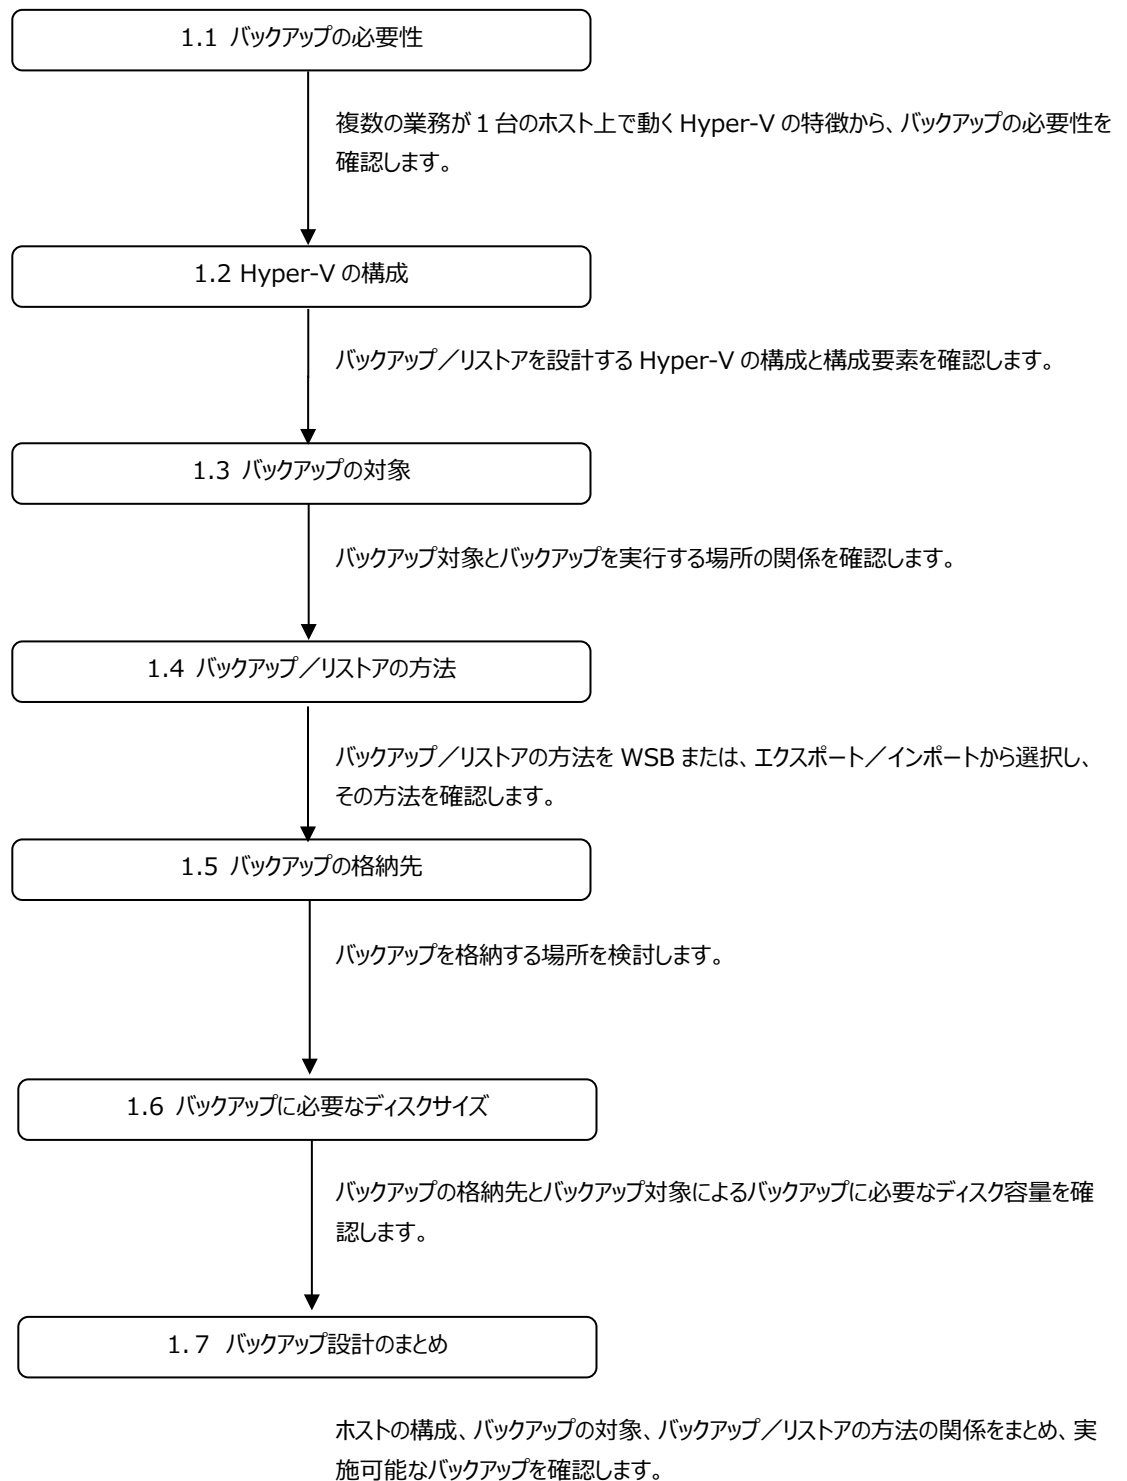 1.1 バックアップの必要性
複数の業務が１台のホスト上で動く Hyper-V の特徴から、バックアップの必要性を
確認します。
1.2 Hyper-V の構成
バックアップ／リストアを設計する Hyper-V の構成と構成要素を確認します。
1.3 バックアップの対象
バックアップ対象とバックアップを実行する場所の関係を確認します。
1.4 バックアップ／リストアの方法
バックアップ／リストアの方法を WSB または、エクスポート／インポートから選択し、
その方法を確認します。
1.5 バックアップの格納先
バックアップを格納する場所を検討します。
1.6 バックアップに必要なディスクサイズ
バックアップの格納先とバックアップ対象によるバックアップに必要なディスク容量を確
認します。
1.７ バックアップ設計のまとめ
ホストの構成、バックアップの対象、バックアップ／リストアの方法の関係をまとめ、実
施可能なバックアップを確認します。